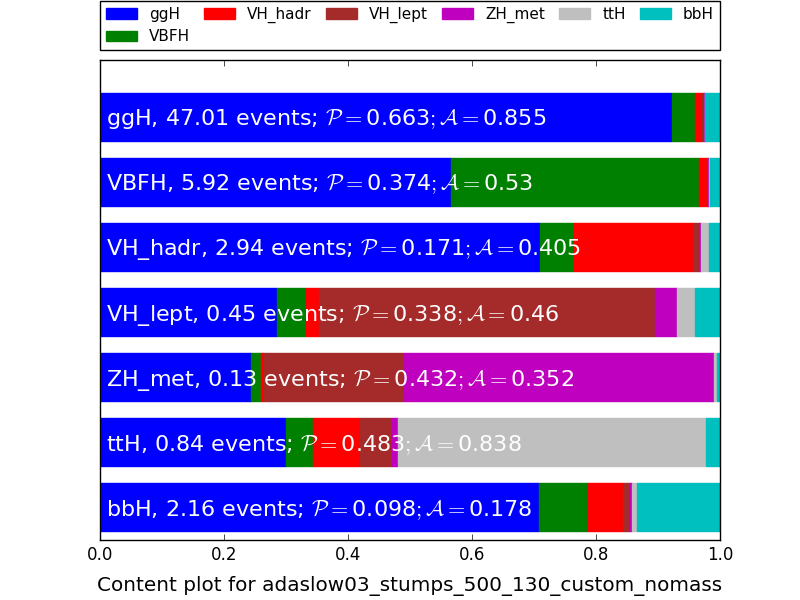 ggH VH_hadr VH_lept ZH_met ttH bbH
VBFH
ggH, 47.01 events; 𝒫 = 0.663; 𝒜 = 0.855
VBFH, 5.92 events; 𝒫 = 0.374; 𝒜 = 0.53
VH_hadr, 2.94 events; 𝒫 = 0.171; 𝒜 = 0.405
VH_lept, 0.45 events; 𝒫 = 0.338; 𝒜 = 0.46
ZH_met, 0.13 events; 𝒫 = 0.432; 𝒜 = 0.352
ttH, 0.84 events; 𝒫 = 0.483; 𝒜 = 0.838
bbH, 2.16 events; 𝒫 = 0.098; 𝒜 = 0.178
0.0 0.2 0.4 0.6 0.8 1.0
Content plot for adaslow03_stumps_500_130_custom_nomass